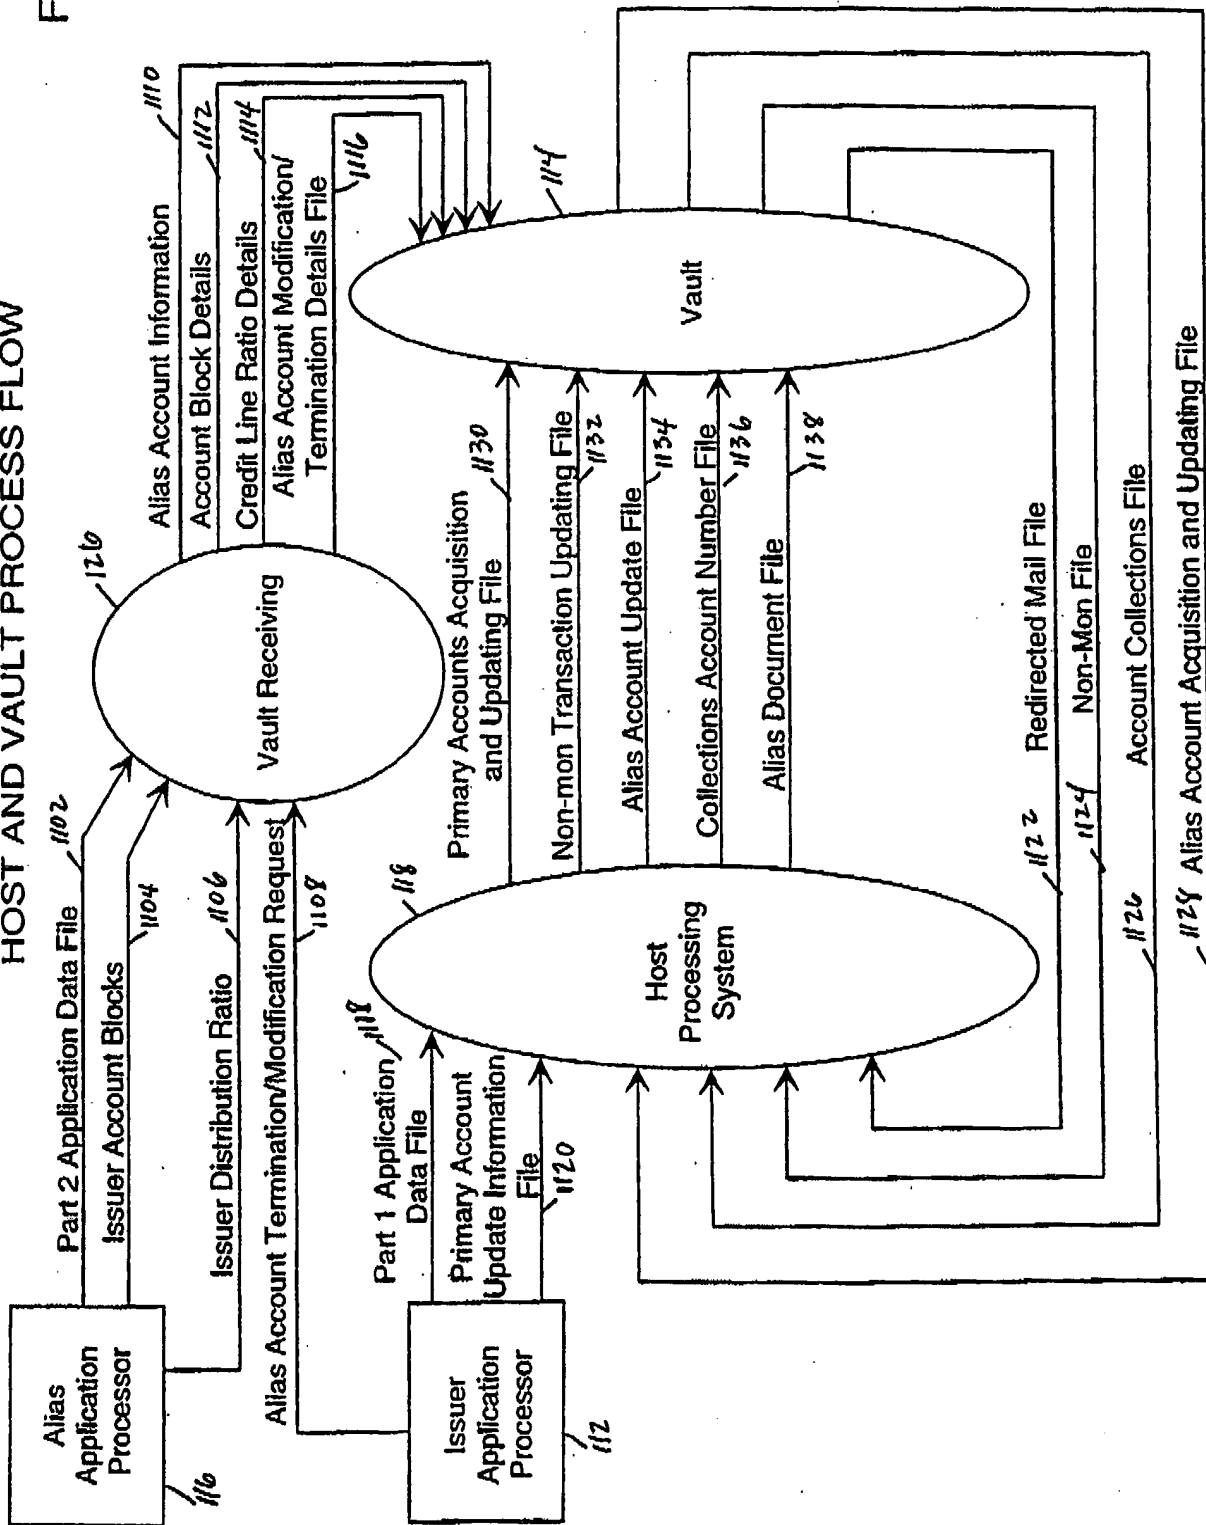 F
HOST AND VAULT PROCESS FLOW
Alias
Application
Processor
116
Part 2 Application Data File
1102
Issuer Account Blocks
1104
Issuer Distribution Ratio
1106
Alias Account Termination/Modification Request
1108
Vault Receiving
126
Alias Account Information
1110
Account Block Details
1112
Credit Line Ratio Details
1114
Alias Account Modification/
Termination Details File
1116
Issuer
Application
Processor
112
Part 1 Application
Data File
1118
Primary Account
Update Information
File
1120
Host
Processing
System
118
Primary Accounts Acquisition
and Updating File
1130
Non-mon Transaction Updating File
1132
Alias Account Update File
1134
Collections Account Number File
1136
Alias Document File
1138
Vault
114
1122
Redirected Mail File
1124
Non-Mon File
1126
Account Collections File
1128
Alias Account Acquisition and Updating File